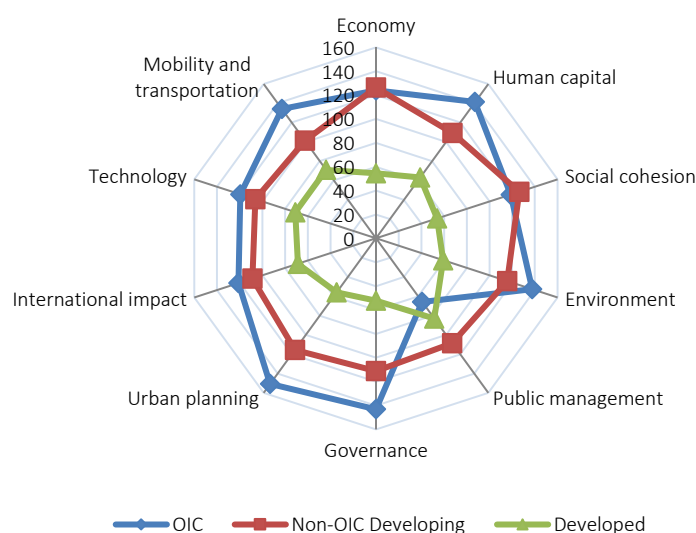 Economy
Human capital
Social cohesion
Environment
Public management
Governance
Urban planning
International impact
Technology
Mobility and
transportation
160
140
120
100
80
60
40
20
0
OIC Non-OIC Developing Developed